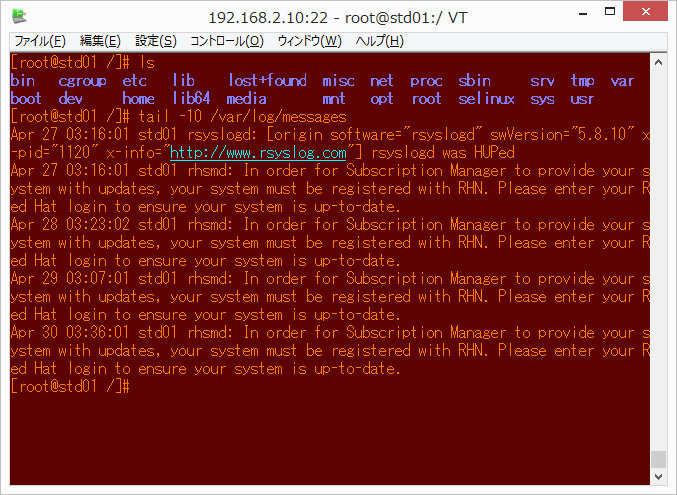 192.168.2.10:22 - root@std01:/ VT
ファイル(F) 編集(E) 設定(S) コントロール(O) ウィンドウ(W) ヘルプ(H)
[root@std01 /]# ls
bin cgroup etc lib lost+found misc net proc sbin srv tmp var
boot dev home lib64 media mnt opt root selinux sys usr
[root@std01 /]# tail -10 /var/log/messages
Apr 27 03:16:01 std01 rsyslogd: [origin software="rsyslogd" swVersion="5.8.10" x
-pid="1120" x-info="http://www.rsyslog.com"] rsyslogd was HUPed
Apr 27 03:16:01 std01 rhsmd: In order for Subscription Manager to provide your s
ystem with updates, your system must be registered with RHN. Please enter your R
ed Hat login to ensure your system is up-to-date.
Apr 28 03:23:02 std01 rhsmd: In order for Subscription Manager to provide your s
ystem with updates, your system must be registered with RHN. Please enter your R
ed Hat login to ensure your system is up-to-date.
Apr 29 03:07:01 std01 rhsmd: In order for Subscription Manager to provide your s
ystem with updates, your system must be registered with RHN. Please enter your R
ed Hat login to ensure your system is up-to-date.
Apr 30 03:36:01 std01 rhsmd: In order for Subscription Manager to provide your s
ystem with updates, your system must be registered with RHN. Please enter your R
ed Hat login to ensure your system is up-to-date.
[root@std01 /]#